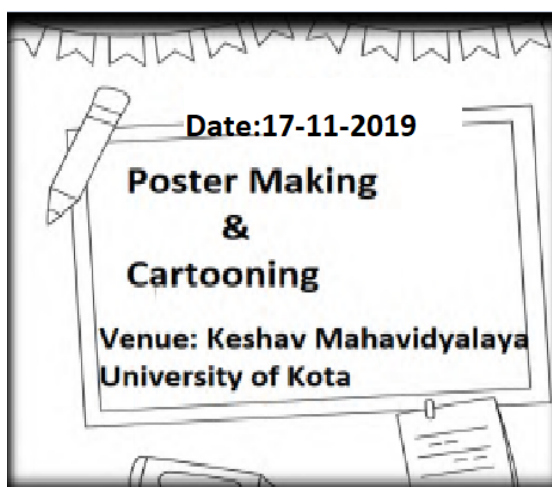 Date:17-11-2019
Poster Making
&
Cartooning
Venue: Keshav Mahavidyalaya
University of Kota